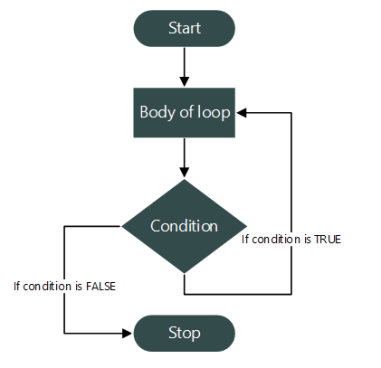 Start
Body of loop
Condition
If condition is TRUE
If condition is FALSE
Stop